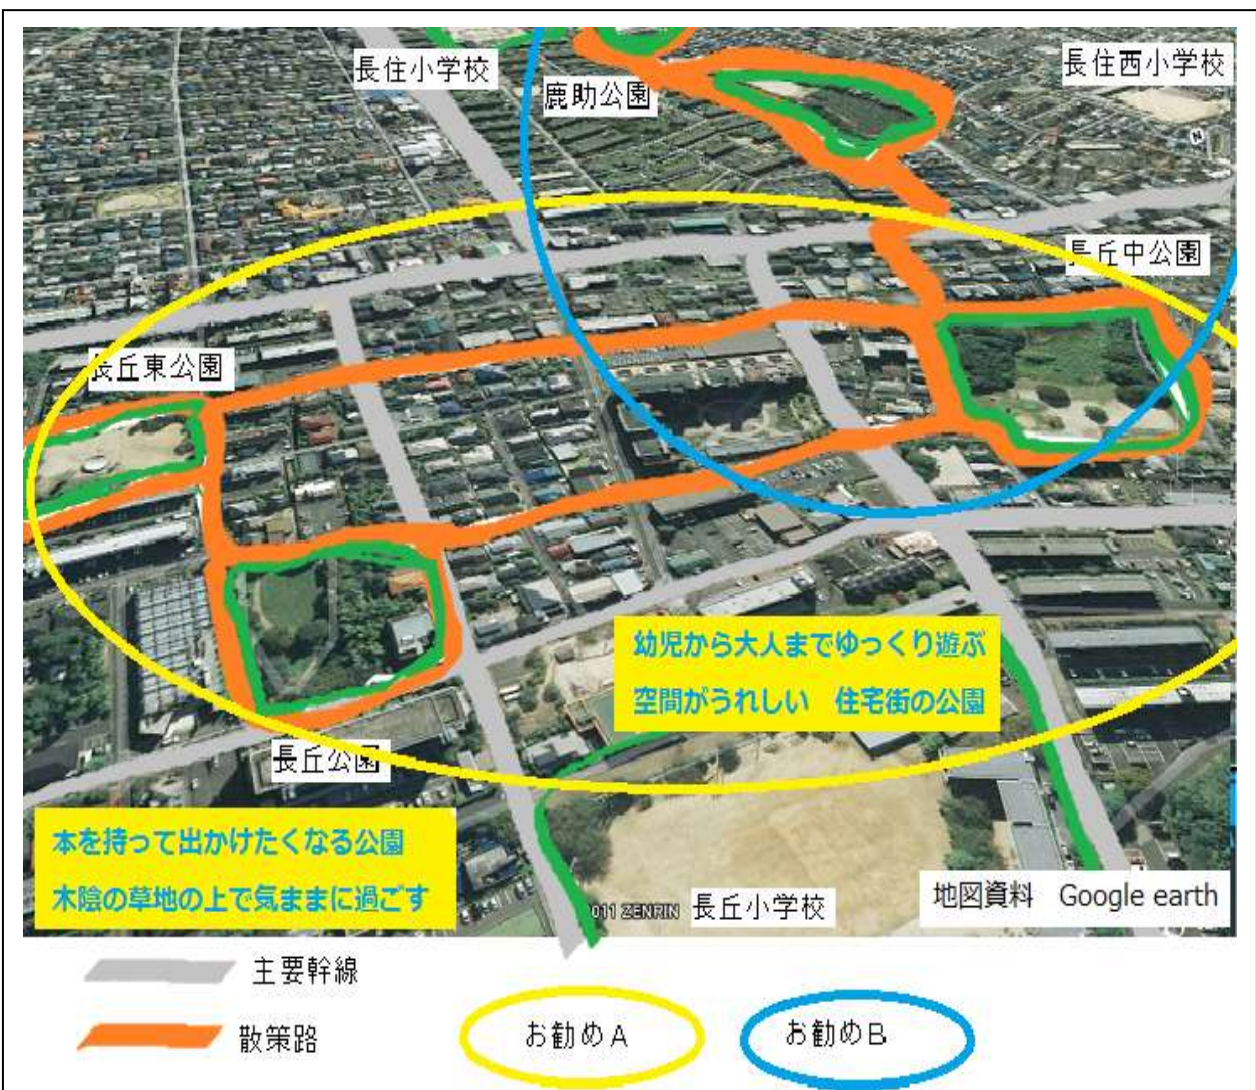 長住小学校
長住西小学校
鹿助公園
N
長丘中公園
長丘東公園
幼児から大人までゆっくり遊ぶ
空間がうれしい 住宅街の公園
長丘公園
本を持って出かけたくなる公園
木陰の草地の上で気ままに過ごす
地図資料 Google earth
011 ZENRIN
長丘小学校
主要幹線
散策路
お勧めA
お勧めB